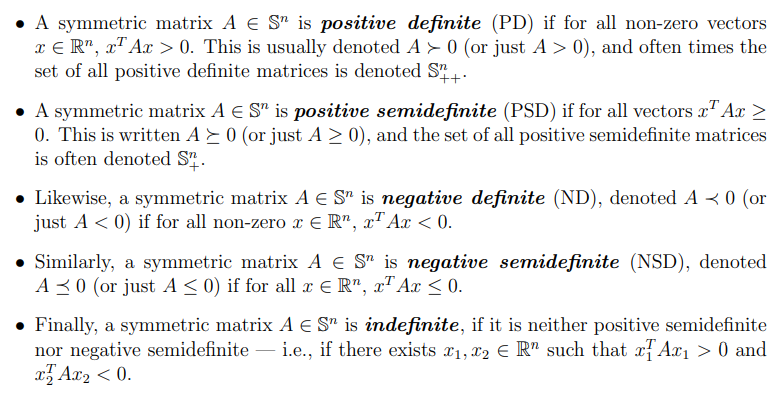 • A symmetric matrix A ∈ 𝕊ⁿ is positive definite (PD) if for all non-zero vectors
x ∈ ℝⁿ, xᵀAx > 0. This is usually denoted A ≻ 0 (or just A > 0), and often times the
set of all positive definite matrices is denoted 𝕊ⁿ₊₊.
• A symmetric matrix A ∈ 𝕊ⁿ is positive semidefinite (PSD) if for all vectors xᵀAx ≥
0. This is written A ⪰ 0 (or just A ≥ 0), and the set of all positive semidefinite matrices
is often denoted 𝕊ⁿ₊.
• Likewise, a symmetric matrix A ∈ 𝕊ⁿ is negative definite (ND), denoted A ≺ 0 (or
just A < 0) if for all non-zero x ∈ ℝⁿ, xᵀAx < 0.
• Similarly, a symmetric matrix A ∈ 𝕊ⁿ is negative semidefinite (NSD), denoted
A ⪯ 0 (or just A ≤ 0) if for all x ∈ ℝⁿ, xᵀAx ≤ 0.
• Finally, a symmetric matrix A ∈ 𝕊ⁿ is indefinite, if it is neither positive semidefinite
nor negative semidefinite — i.e., if there exists x₁, x₂ ∈ ℝⁿ such that x₁ᵀAx₁ > 0 and
x₂ᵀAx₂ < 0.